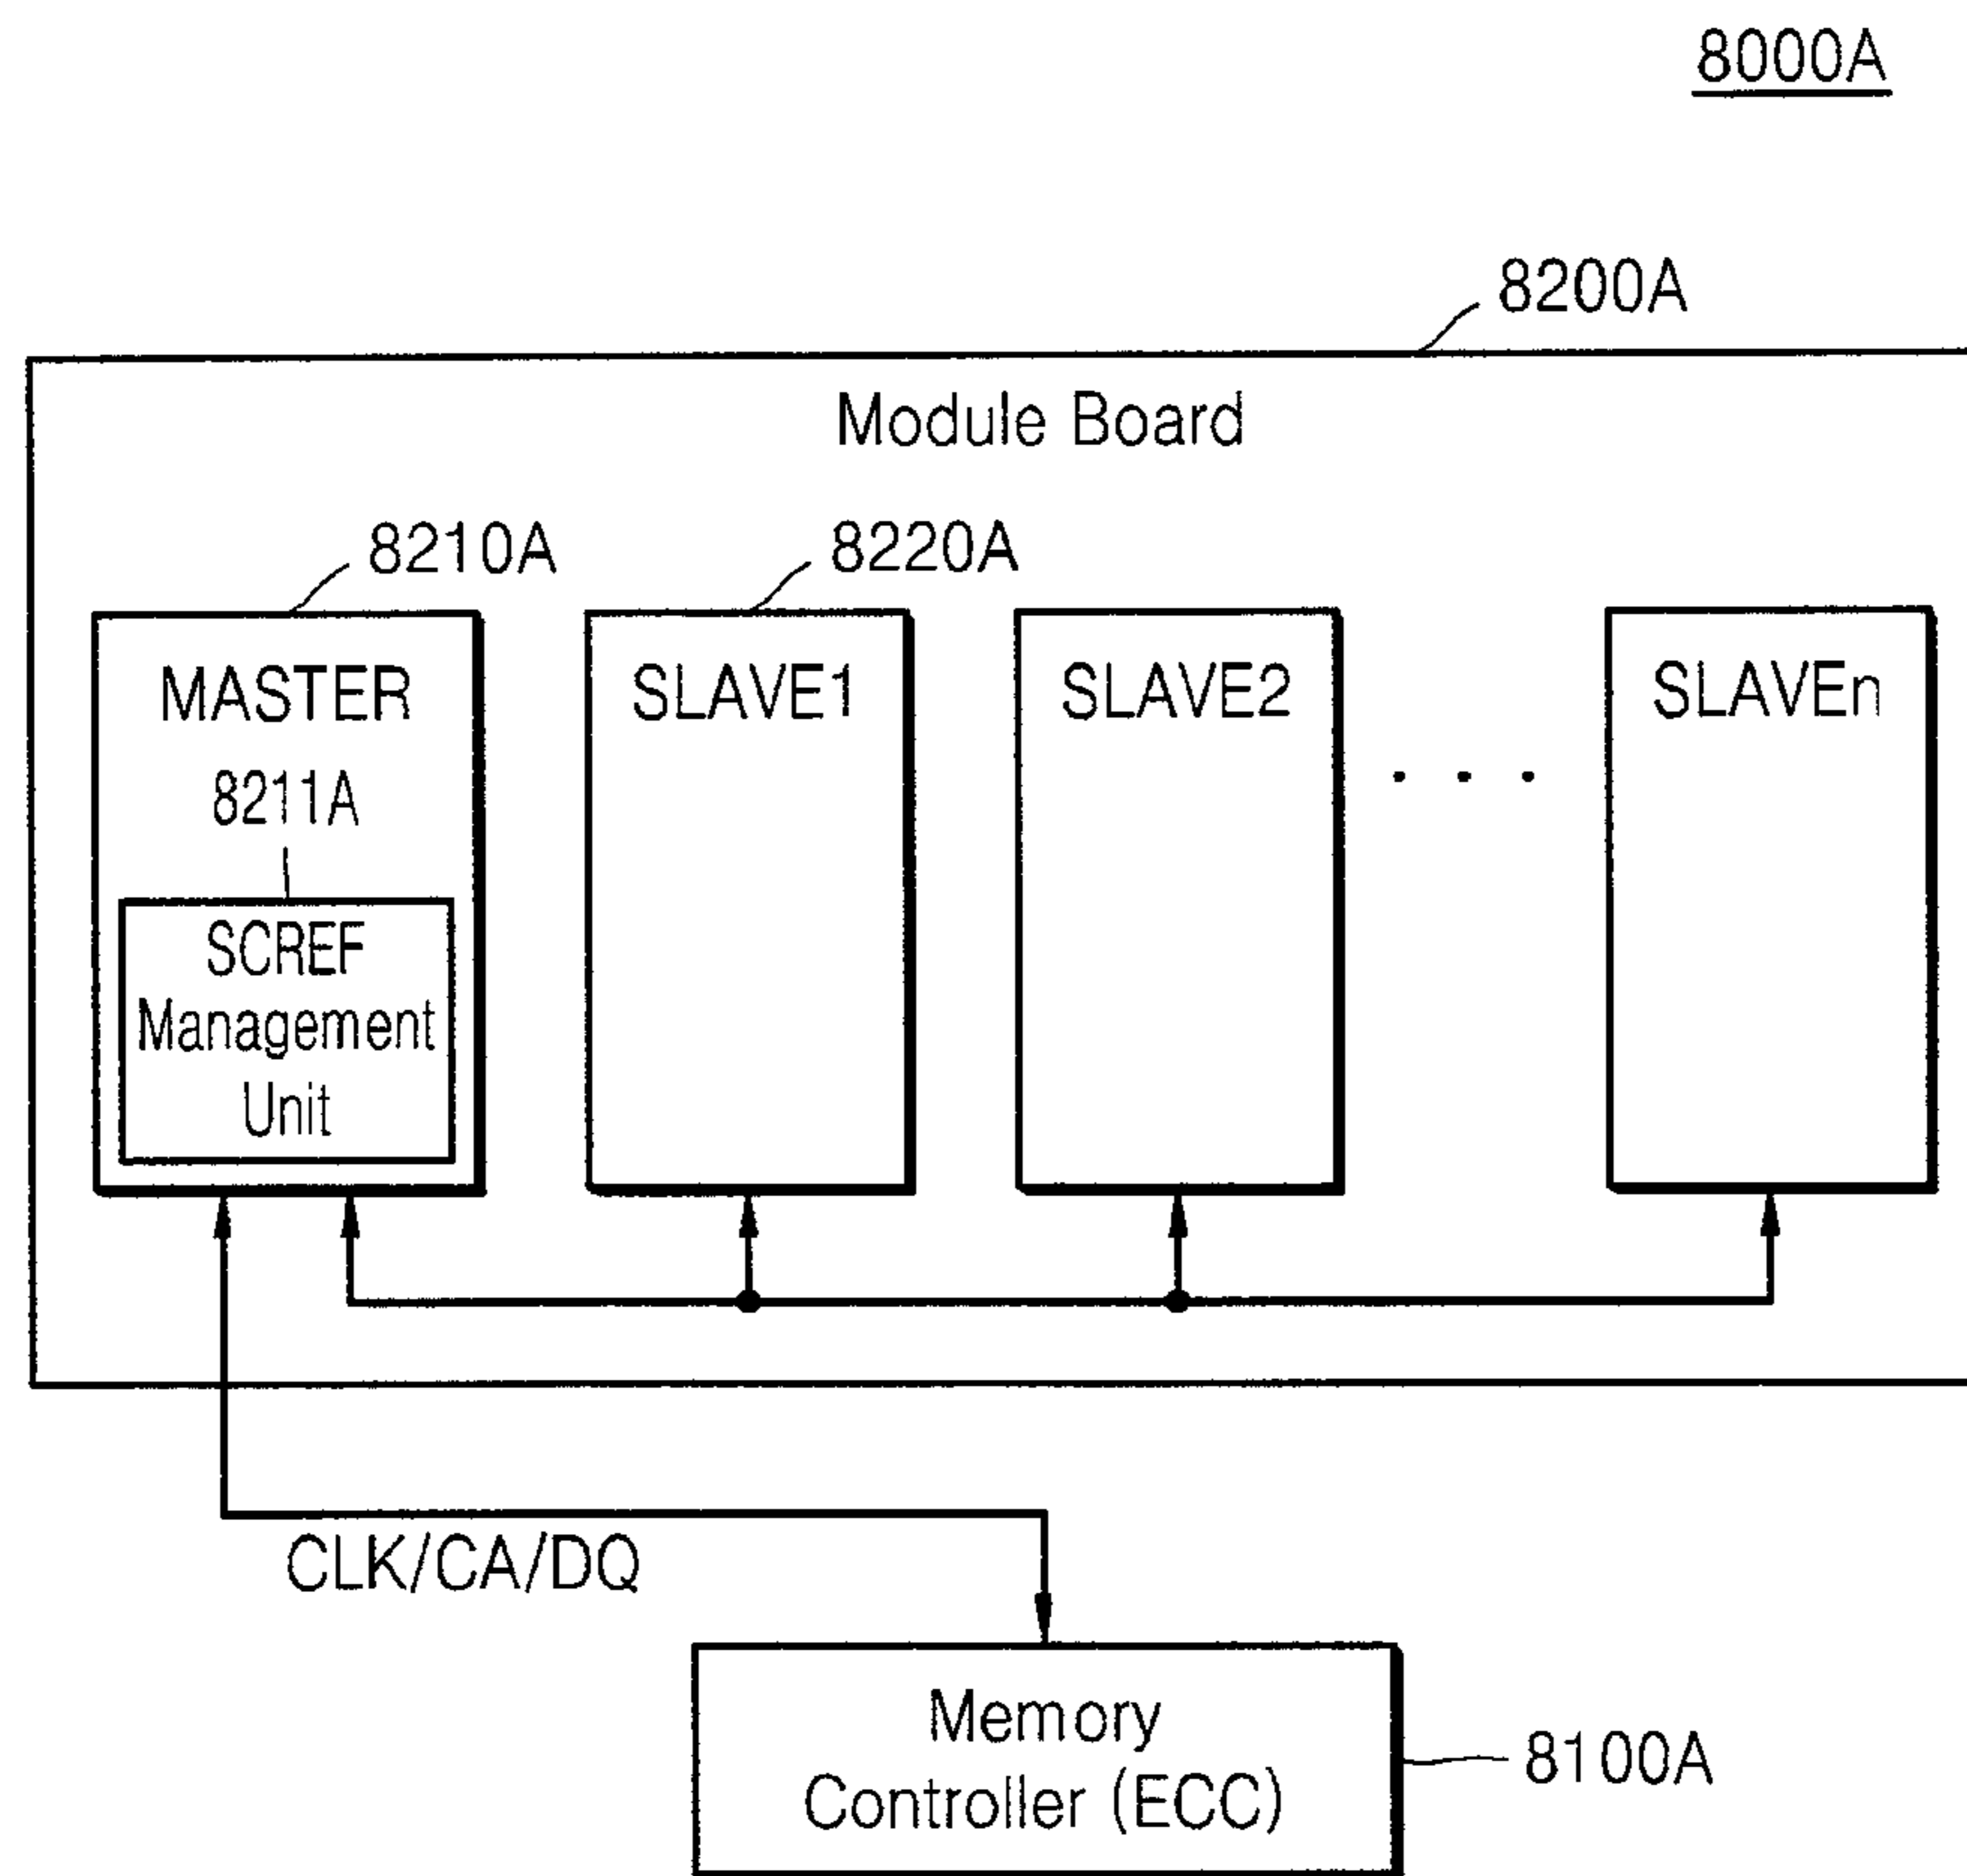 8000A
8200A
Module Board
8210A
8220A
MASTER
8211A
SCREF
Management
Unit
SLAVE1
SLAVE2
. . .
SLAVEn
CLK/CA/DQ
Memory
Controller (ECC)
8100A